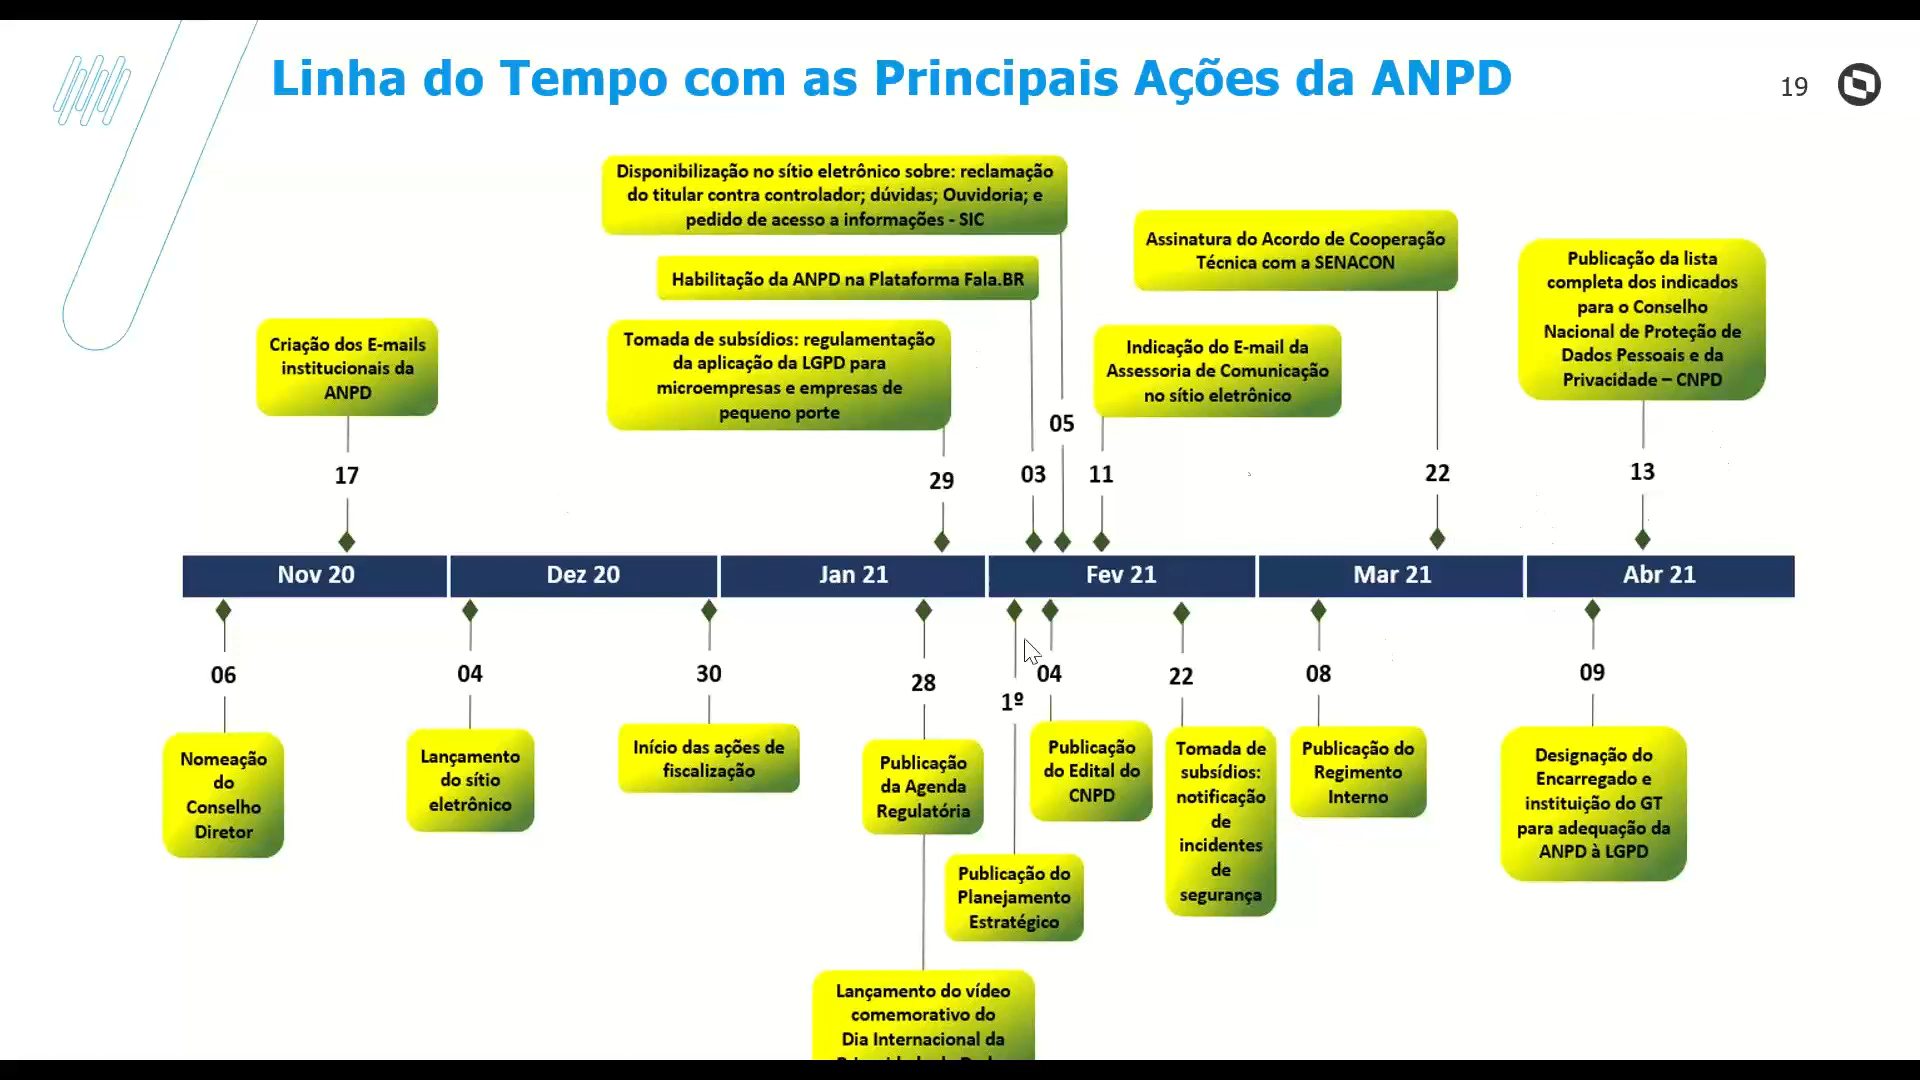 Linha do Tempo com as Principais Ações da ANPD
19
Disponibilização no sítio eletrônico sobre: reclamação
do titular contra controlador; dúvidas; Ouvidoria; e
pedido de acesso a informações - SIC
Habilitação da ANPD na Plataforma Fala.BR
Tomada de subsídios: regulamentação
da aplicação da LGPD para
microempresas e empresas de
pequeno porte
Criação dos E-mails
institucionais da
ANPD
Assinatura do Acordo de Cooperação
Técnica com a SENACON
Indicação do E-mail da
Assessoria de Comunicação
no sítio eletrônico
Publicação da lista
completa dos indicados
para o Conselho
Nacional de Proteção de
Dados Pessoais e da
Privacidade – CNPD
17
29
03
05
11
22
13
Nov 20
Dez 20
Jan 21
Fev 21
Mar 21
Abr 21
06
04
30
28
1º
04
22
08
09
Nomeação
do
Conselho
Diretor
Lançamento
do sítio
eletrônico
Início das ações de
fiscalização
Publicação
da Agenda
Regulatória
Publicação do
Planejamento
Estratégico
Publicação
do Edital do
CNPD
Tomada de
subsídios:
notificação
de
incidentes
de
segurança
Publicação do
Regimento
Interno
Designação do
Encarregado e
instituição do GT
para adequação da
ANPD à LGPD
Lançamento do vídeo
comemorativo do
Dia Internacional da